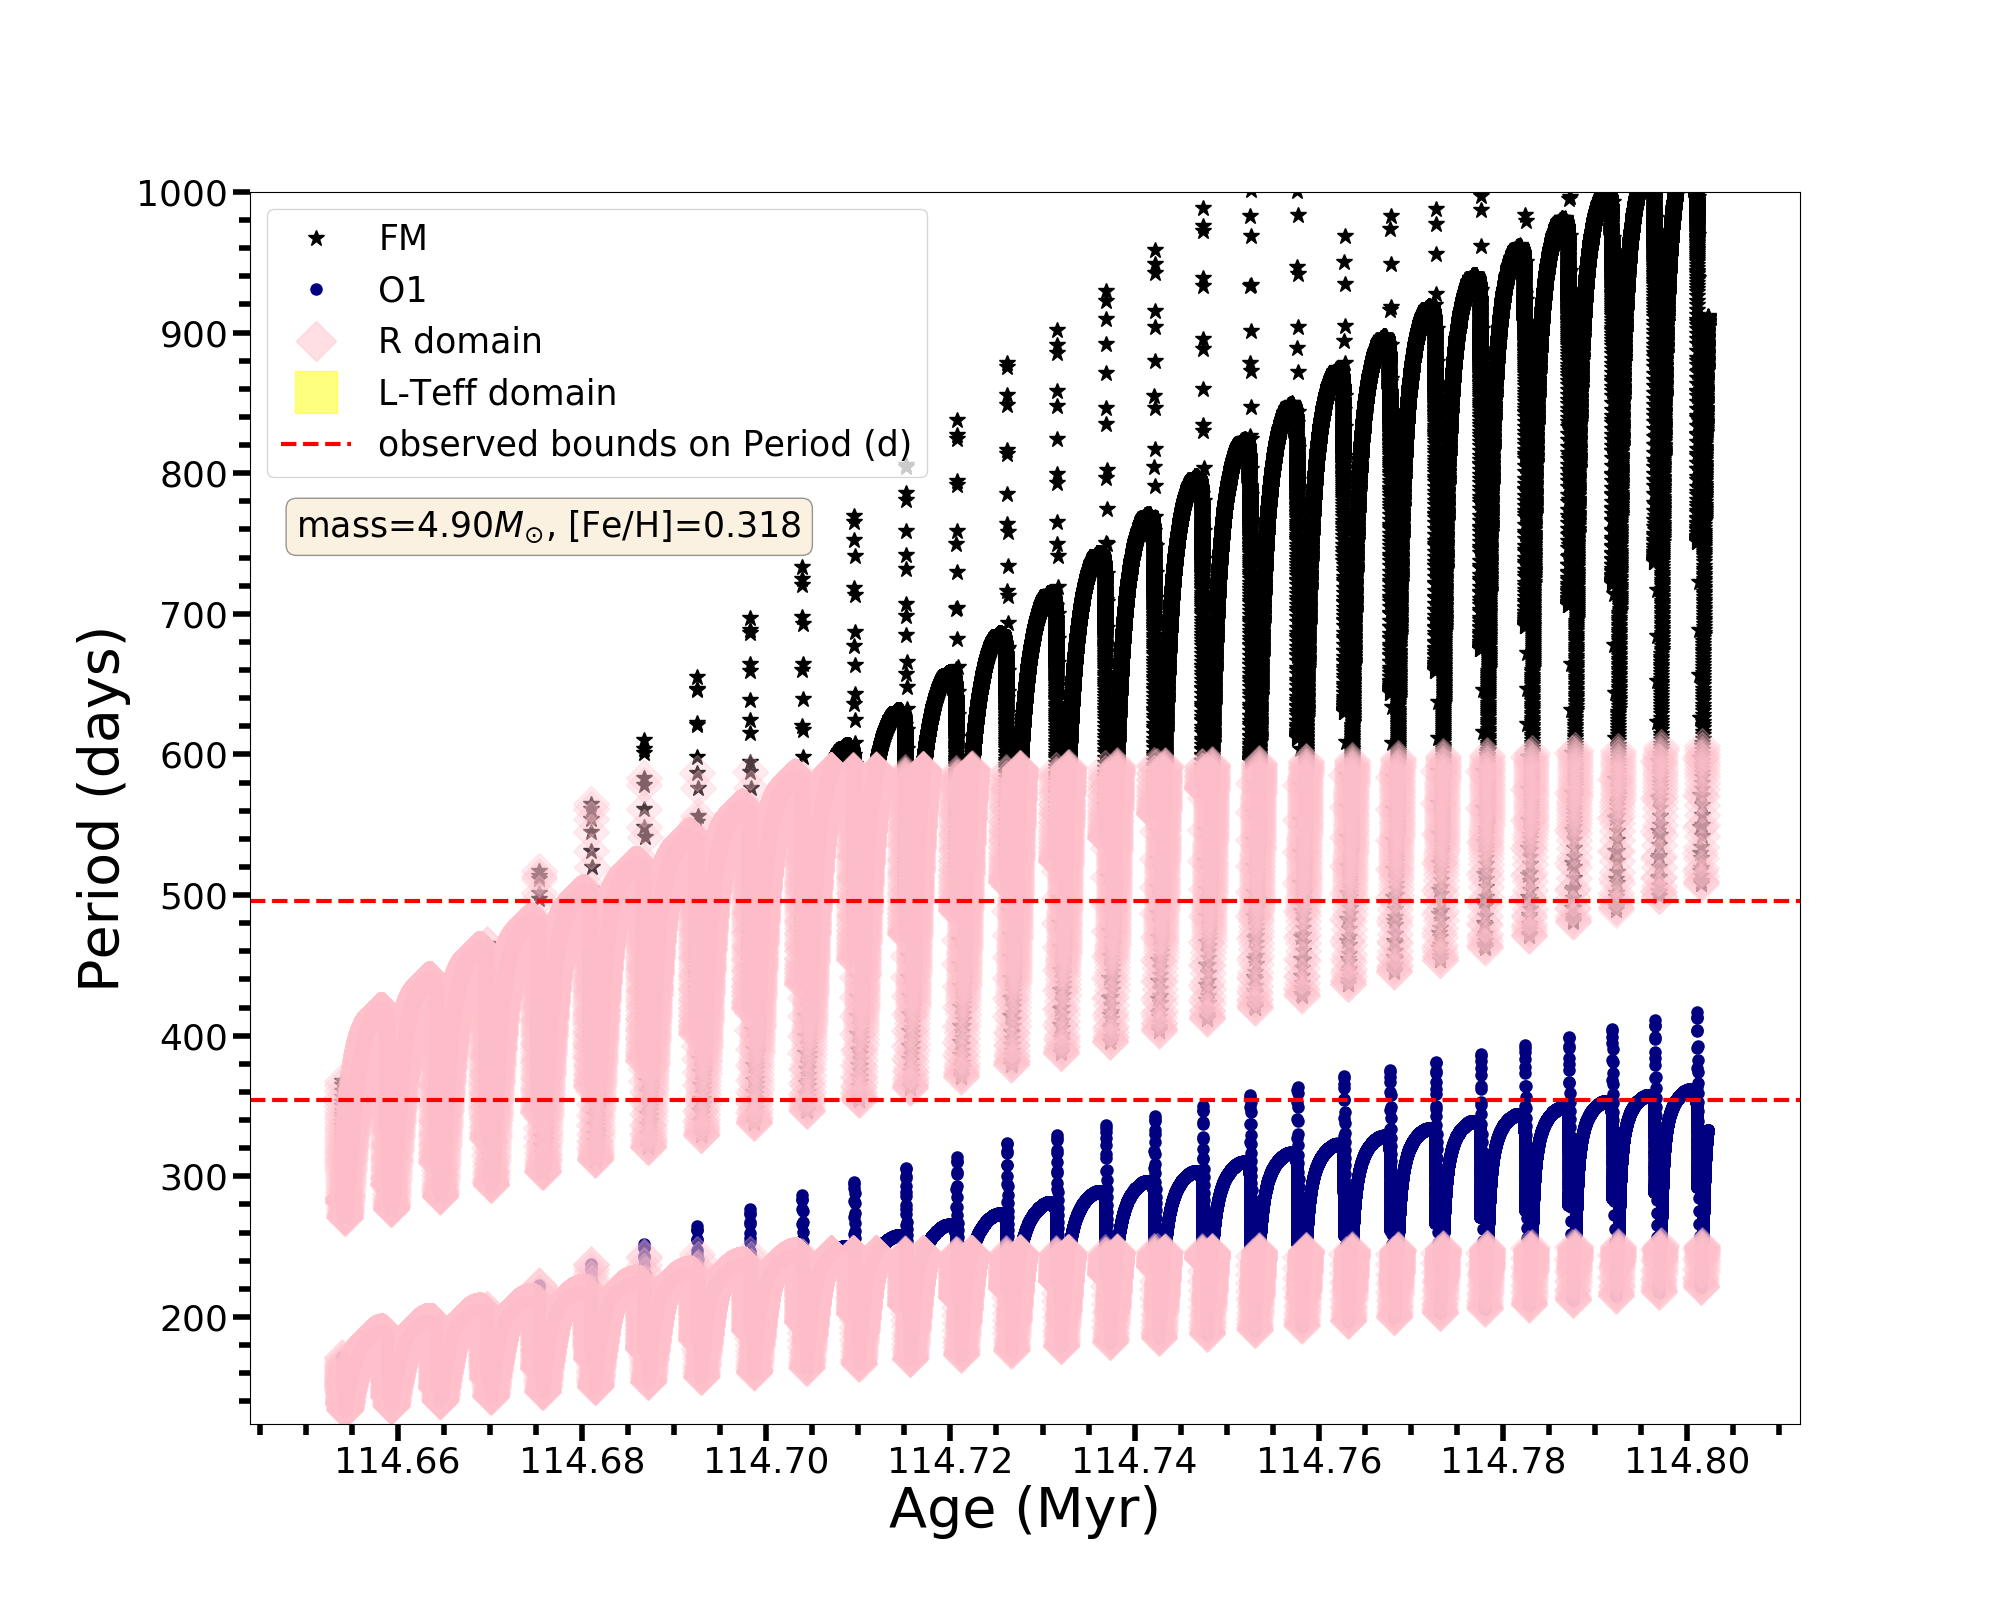 1000
900
800
700
600
500
400
300
200
Period (days)
FM
O1
R domain
L-Teff domain
observed bounds on Period (d)
mass=4.90M⊙, [Fe/H]=0.318
114.66 114.68 114.70 114.72 114.74 114.76 114.78 114.80
Age (Myr)